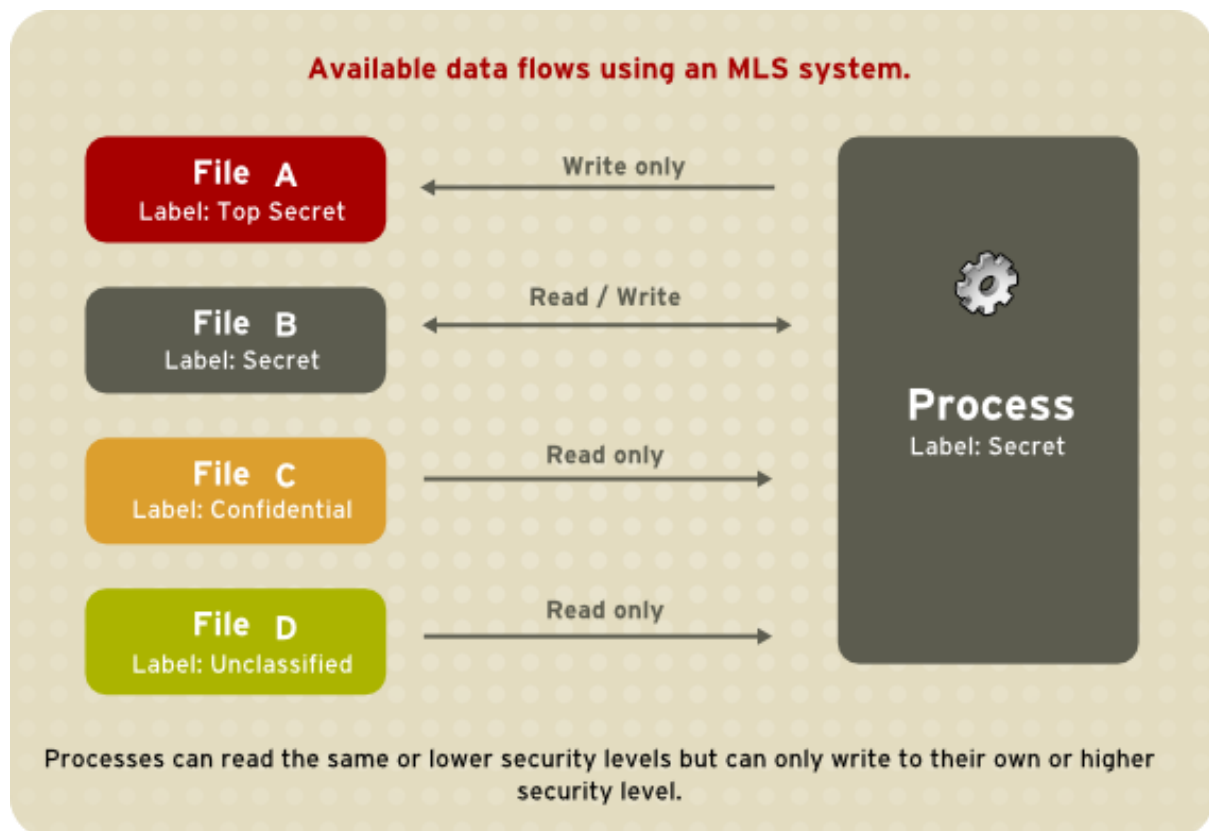 Available data flows using an MLS system.
File A
Label: Top Secret
Write only
File B
Label: Secret
Read / Write
File C
Label: Confidential
Read only
File D
Label: Unclassified
Read only
Process
Label: Secret
Processes can read the same or lower security levels but can only write to their own or higher
security level.